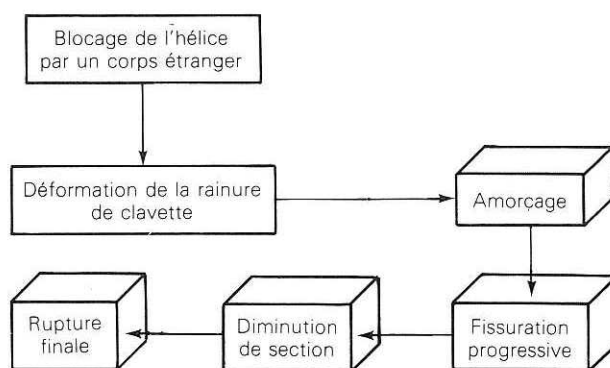 Blocage de l'hélice
par un corps étranger
Déformation de la rainure
de clavette
Amorçage
Fissuration
progressive
Diminution
de section
Rupture
finale